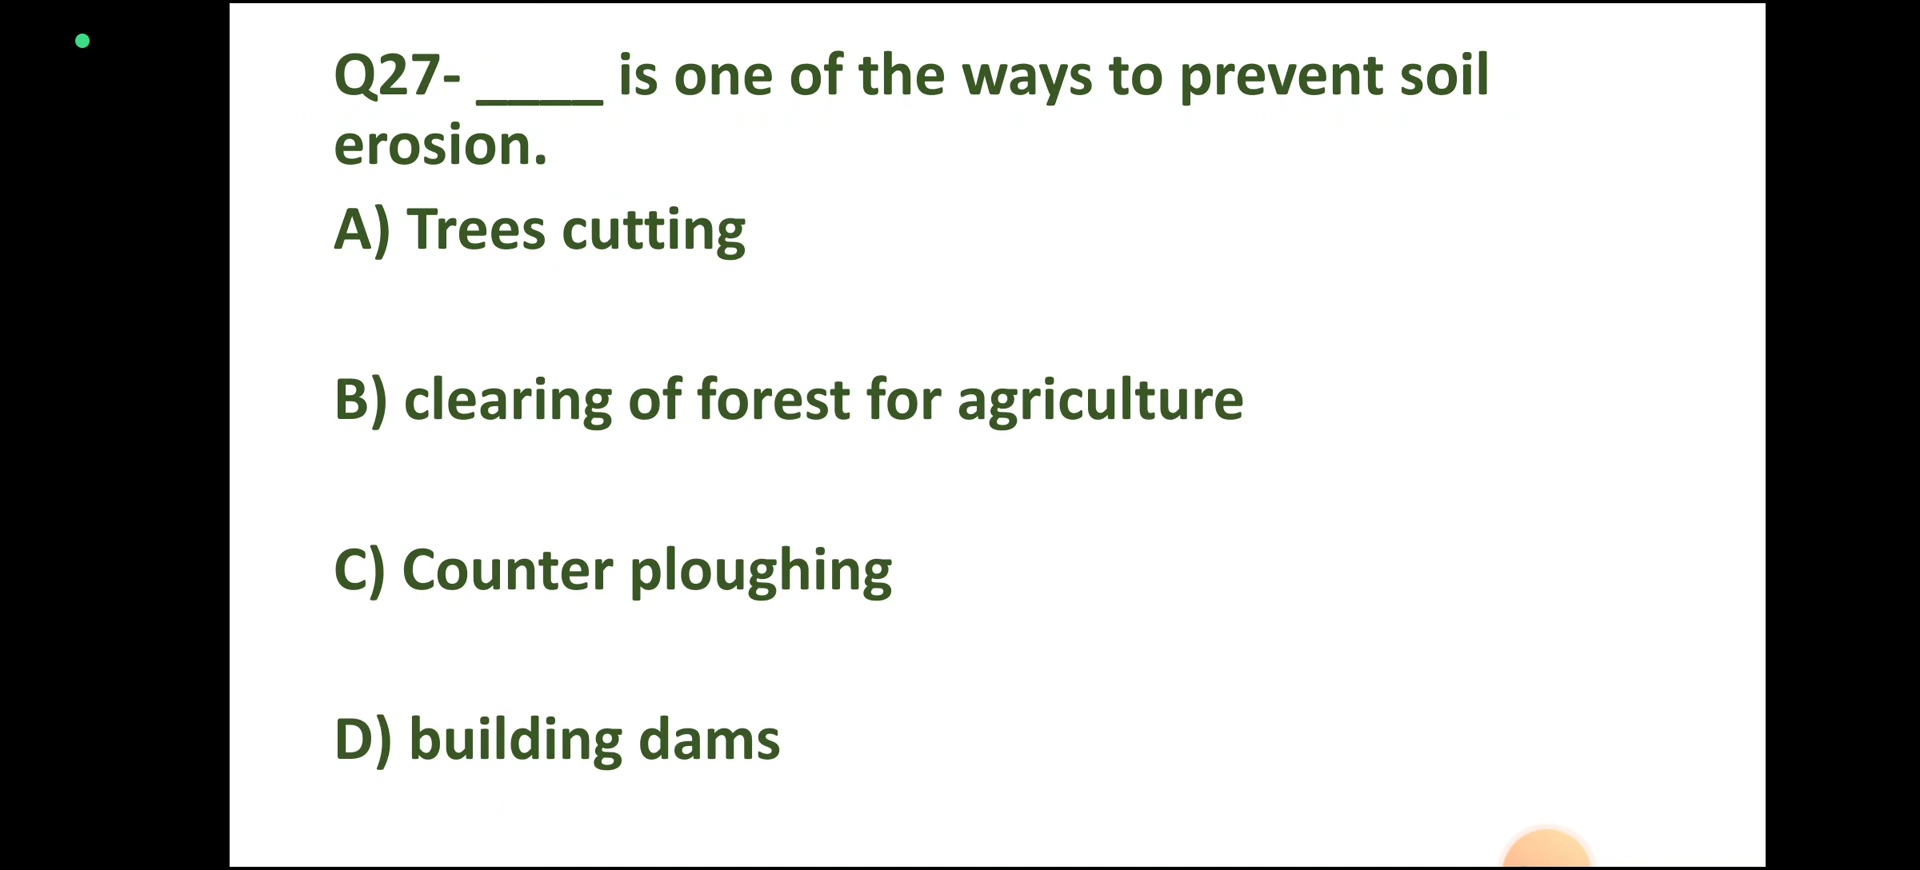 Q27- ____ is one of the ways to prevent soil
erosion.
A) Trees cutting
B) clearing of forest for agriculture
C) Counter ploughing
D) building dams